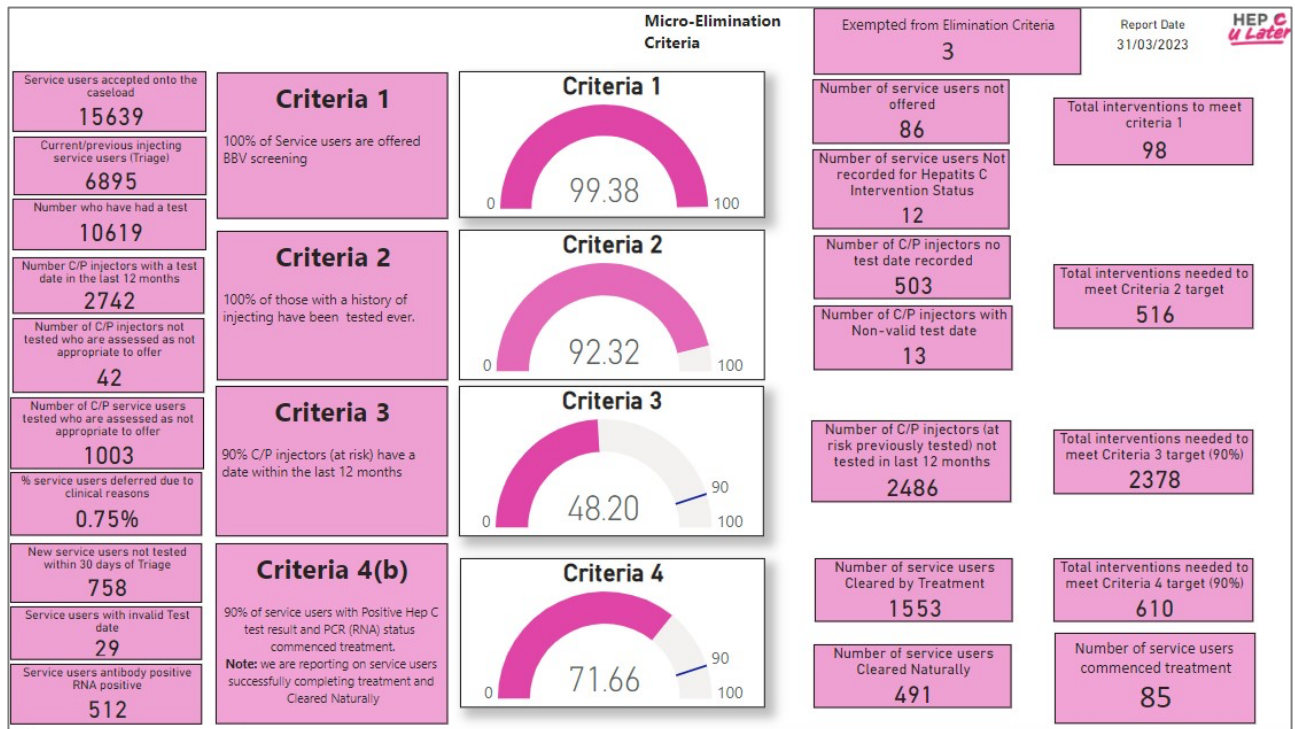 Micro-Elimination
Criteria
Exempted from Elimination Criteria
3
Report Date
31/03/2023
HEP C
U Later
Service users accepted onto the
caseload
15639
Current/previous injecting
service users (Triage)
6895
Number who have had a test
10619
Number C/P injectors with a test
date in the last 12 months
2742
Number of C/P injectors not
tested who are assessed as not
appropriate to offer
42
Number of C/P service users
tested who are assessed as not
appropriate to offer
1003
% service users deferred due to
clinical reasons
0.75%
New service users not tested
within 30 days of Triage
758
Service users with invalid Test
date
29
Service users antibody positive
RNA positive
512
Criteria 1
100% of Service users are offered
BBV screening
Criteria 2
100% of those with a history of
injecting have been tested ever.
Criteria 3
90% C/P injectors (at risk) have a
date within the last 12 months
Criteria 4(b)
90% of service users with Positive Hep C
test resuit and PCR (RNA) status
commenced treatment.
Note: we are reporting on service users
successfully completing treatment and
Cleared Naturally
Criteria 1
99.38
0
100
Criteria 2
92.32
0
100
Criteria 3
90
48.20
0
100
Criteria 4
90
71.66
0
100
Number of service users not
offered
86
Number of service users Not
recorded for Hepatits C
Intervention Status
12
Number of C/P injectors no
test date recorded
503
Number of C/P injectors with
Non-valid test date
13
Number of C/P injectors (at
risk previously tested) not
tested in last 12 months
2486
Number of service users
Cleared by Treatment
1553
Number of service users
Cleared Naturally
491
Total interventions to meet
criteria 1
98
Total interventions needed to
meet Criteria 2 target
516
Total interventions needed to
meet Criteria 3 target (90%)
2378
Total interventions needed to
meet Criteria 4 target (90%)
610
Number of service users
commenced treatment
85